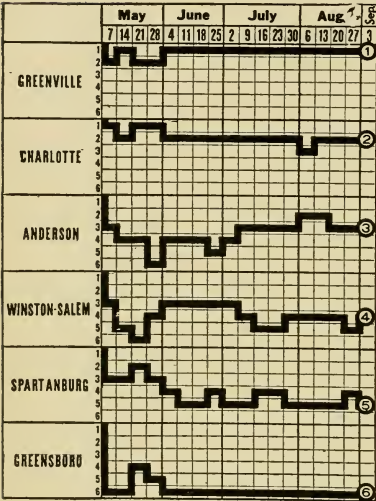 May June July Aug. Sep.
7 14 21 28 4 11 18 25 2 9 16 23 30 6 13 20 27 3
GREENVILLE 1 2 3 4 5 6 ①
CHARLOTTE 1 2 3 4 5 6 ②
ANDERSON 1 2 3 4 5 6 ③
WINSTON-SALEM 1 2 3 4 5 6 ④
SPARTANBURG 1 2 3 4 5 6 ⑤
GREENSBORO 1 2 3 4 5 6 ⑥